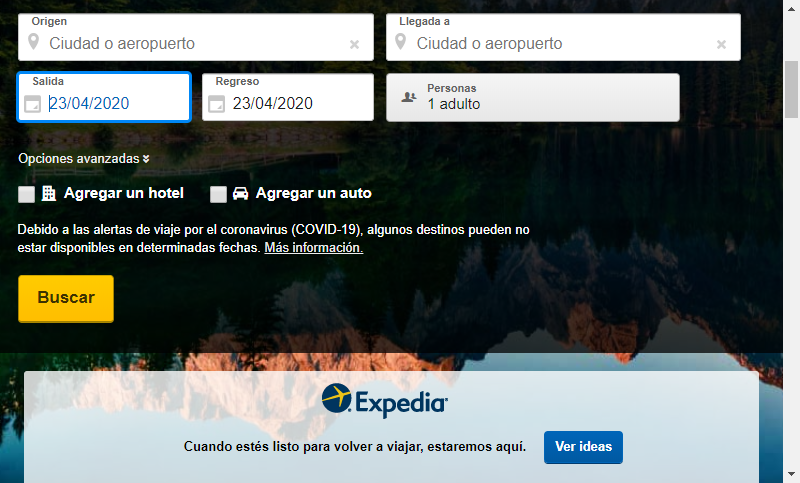 Origen
Ciudad o aeropuerto
Llegada a
Ciudad o aeropuerto
Salida
23/04/2020
Regreso
23/04/2020
Personas
1 adulto
Opciones avanzadas
Agregar un hotel
Agregar un auto
Debido a las alertas de viaje por el coronavirus (COVID-19), algunos destinos pueden no
estar disponibles en determinadas fechas. Más información.
Buscar
Expedia
Cuando estés listo para volver a viajar, estaremos aquí.
Ver ideas